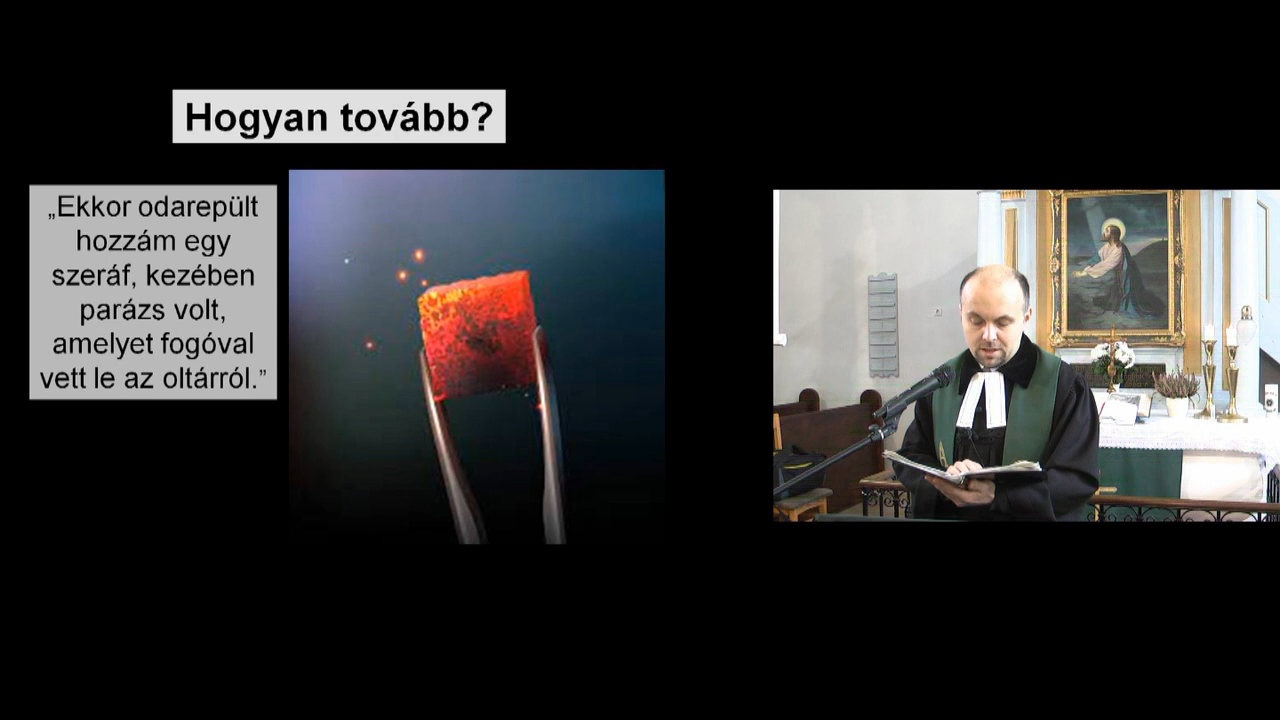 Hogyan tovább?
„Ekkor odarepült
hozzám egy
szeráf, kezében
parázs volt,
amelyet fogóval
vett le az oltárról.”